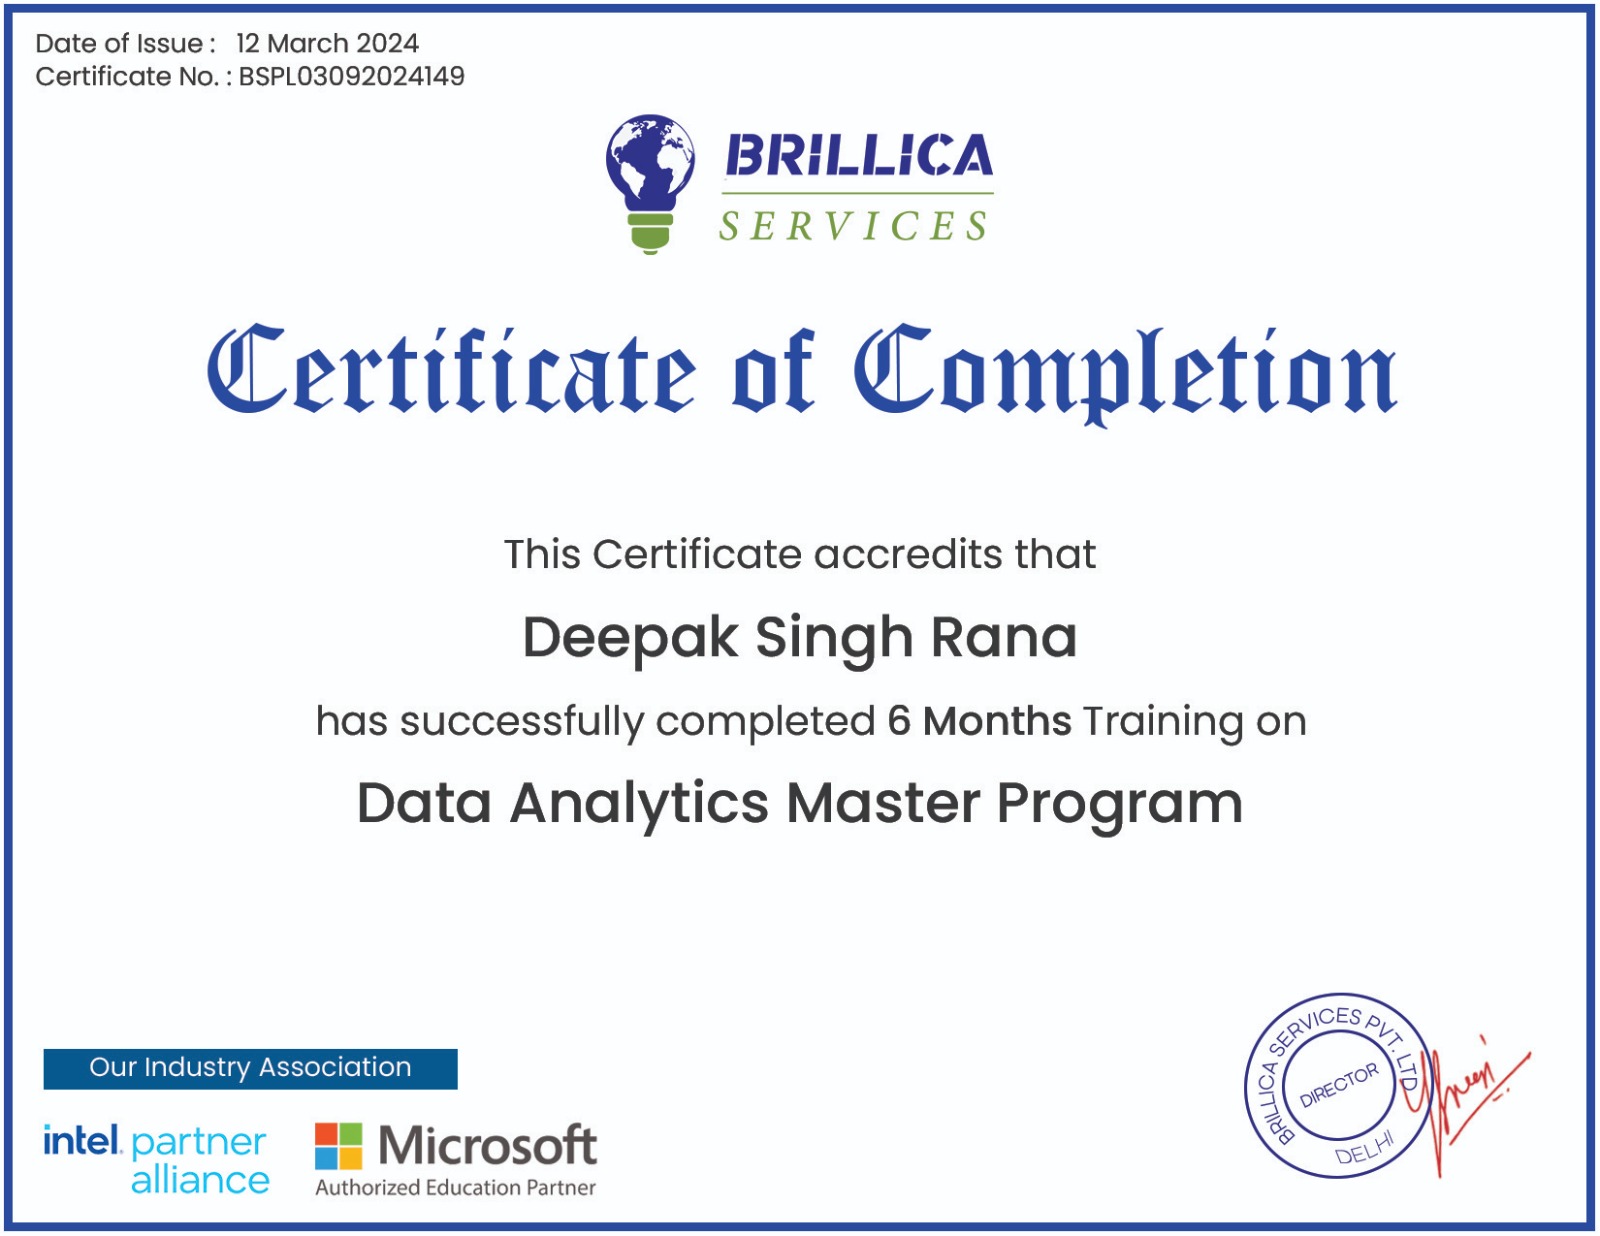 Date of Issue : 12 March 2024
Certificate No. : BSPL03092024149
BRILLICA
SERVICES
Certificate of Completion
This Certificate accredits that
Deepak Singh Rana
has successfully completed 6 Months Training on
Data Analytics Master Program
Our Industry Association
intel. partner
alliance
Microsoft
Authorized Education Partner
BRILLICA SERVICES PVT. LTD
DIRECTOR
DELHI